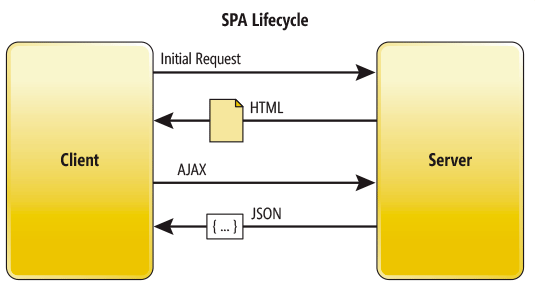 SPA Lifecycle
Initial Request
HTML
Client
Server
AJAX
JSON
{ ... }